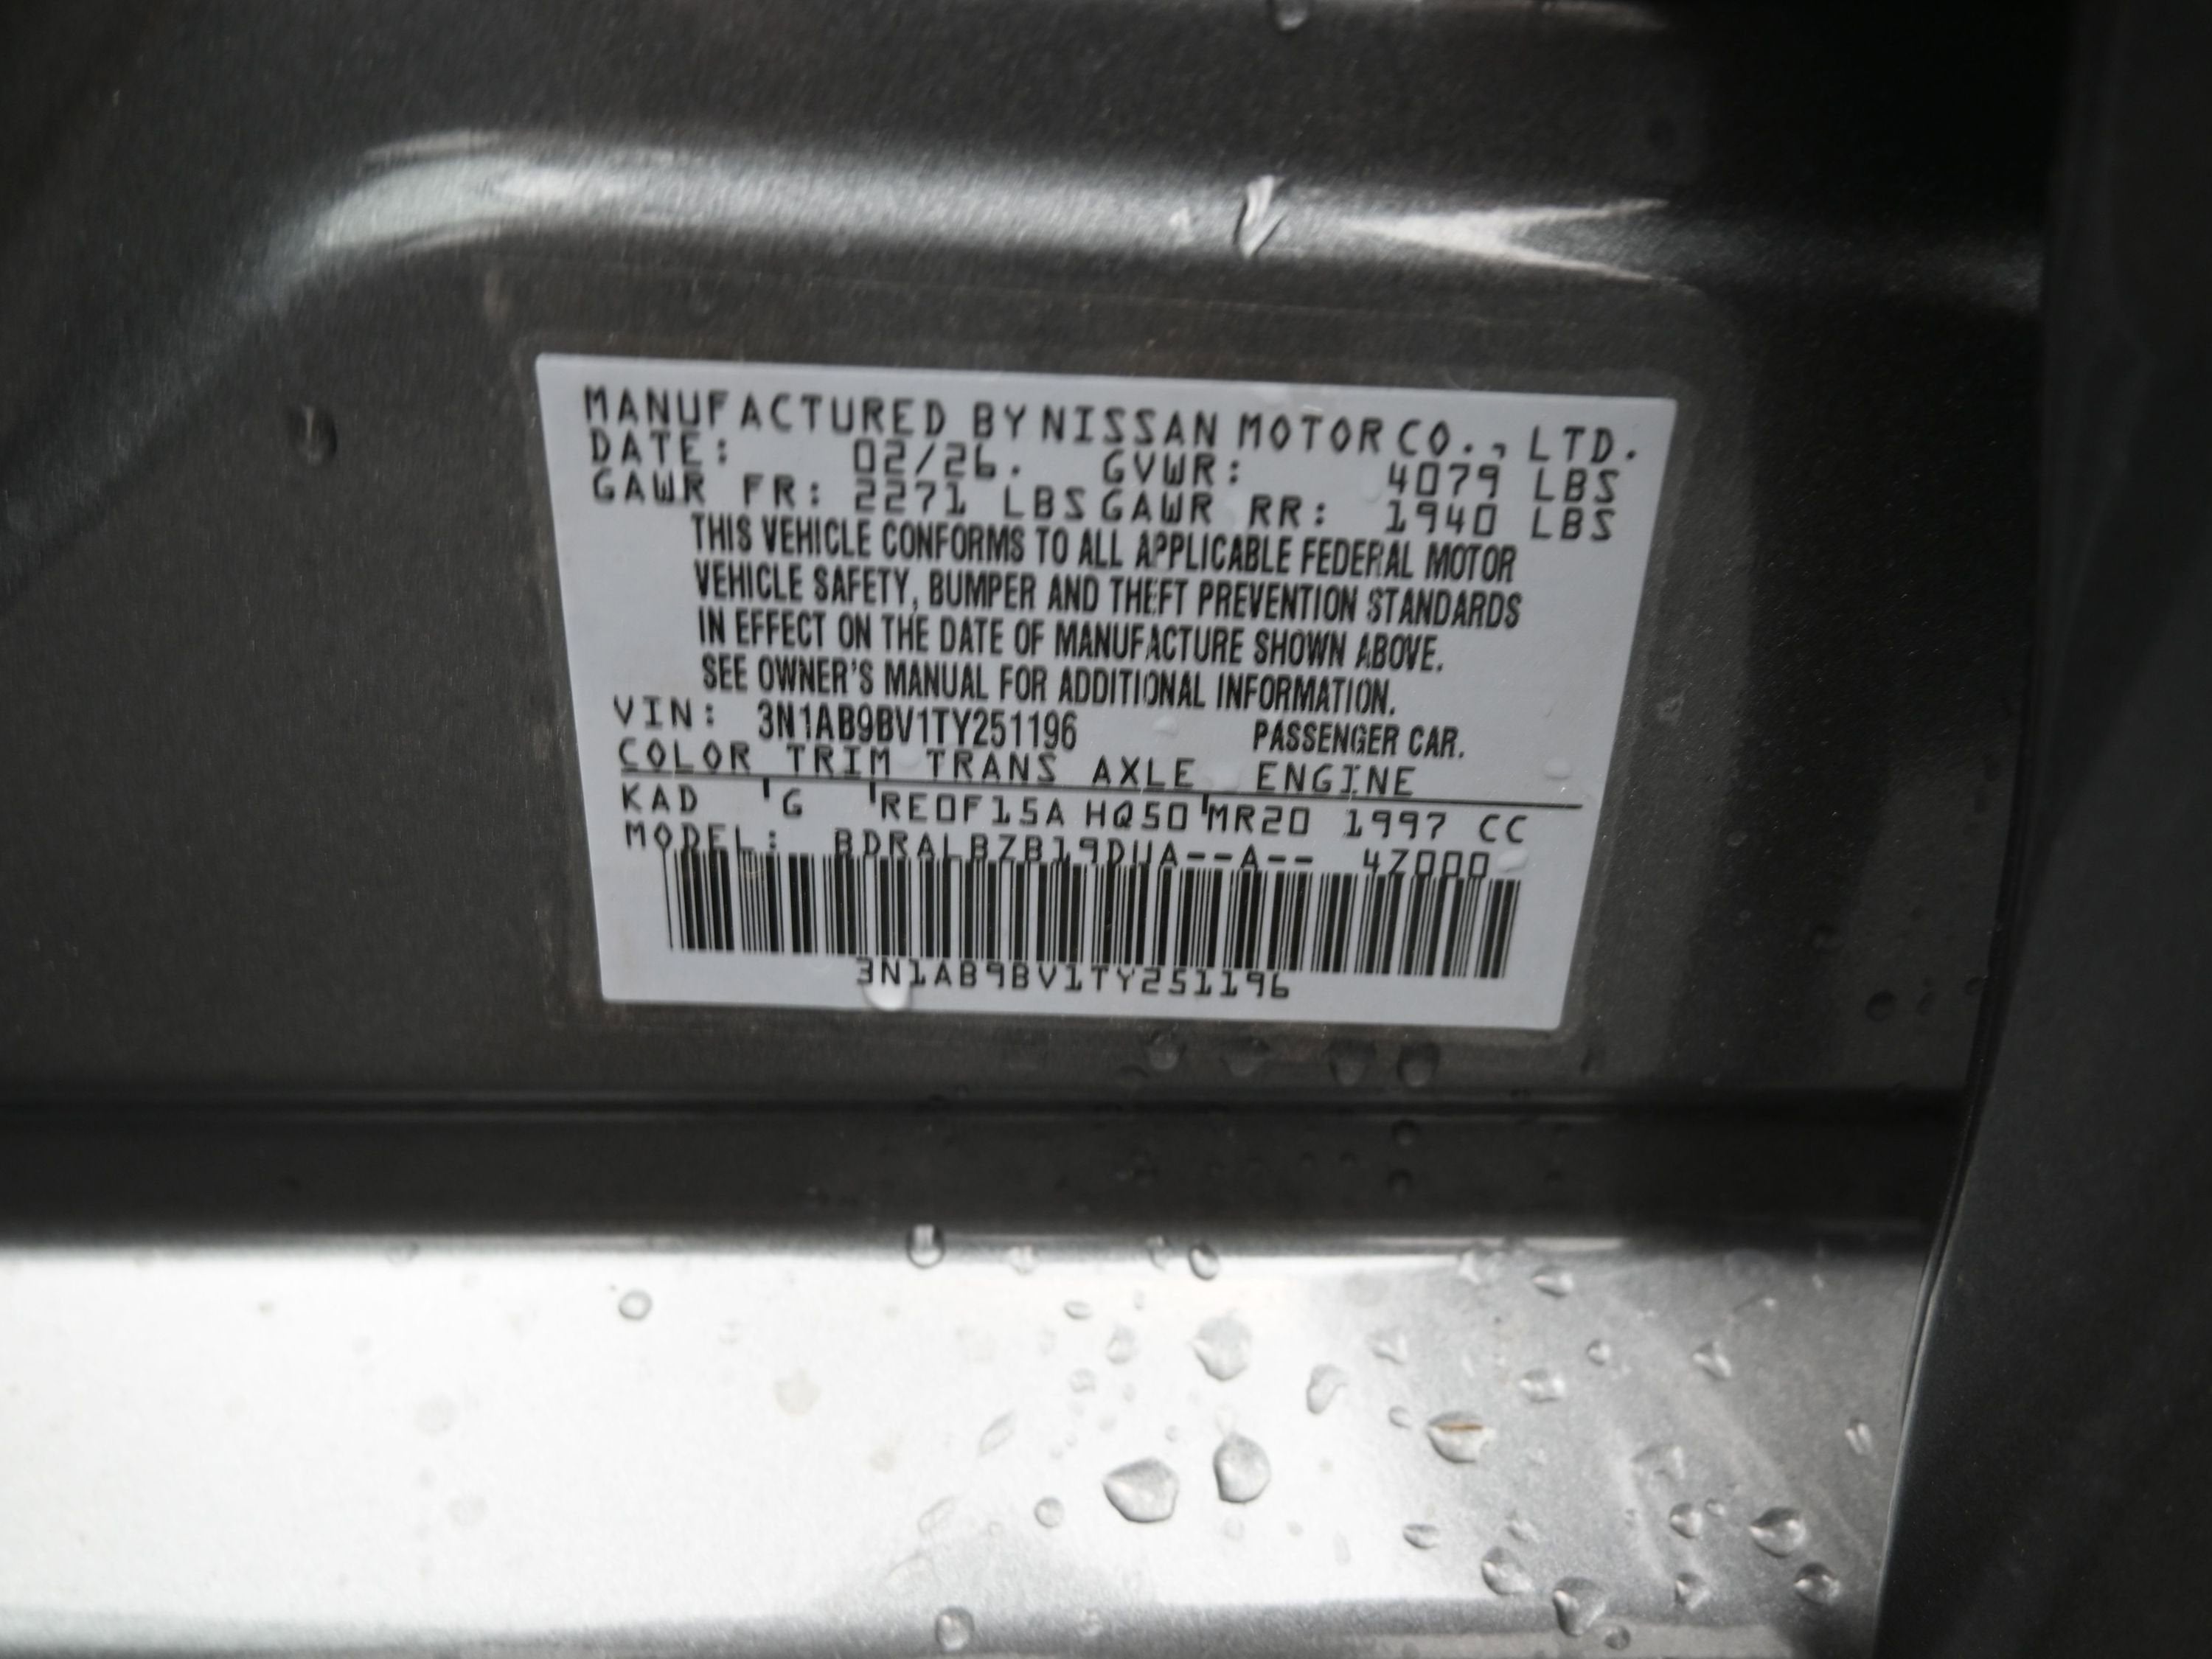 MANUFACTURED BY NISSAN MOTOR CO., LTD.
DATE: 02/26. GVWR: 4079 LBS
GAWR FR: 2271 LBS GAWR RR: 1940 LBS
THIS VEHICLE CONFORMS TO ALL APPLICABLE FEDERAL MOTOR
VEHICLE SAFETY, BUMPER AND THEFT PREVENTION STANDARDS
IN EFFECT ON THE DATE OF MANUFACTURE SHOWN ABOVE.
SEE OWNER'S MANUAL FOR ADDITIONAL INFORMATION.
VIN: 3N1AB9BV1TY251196 PASSENGER CAR.
COLOR TRIM TRANS AXLE ENGINE
KAD G RE0F15A HQ50 MR20 1997 CC
MODEL: BDRALBZB19DUA--A-- 4Z000
3N1AB9BV1TY251196